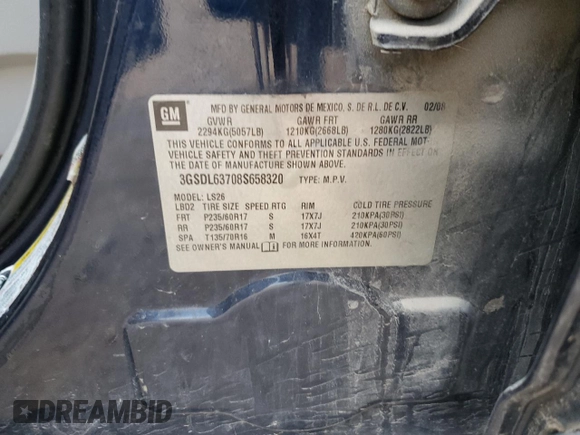 GM
MFD BY GENERAL MOTORS DE MEXICO, S. DE R.L. DE C.V. 02/08
GVWR GAWR FRT GAWR RR
2294KG(5057LB) 1210KG(2668LB) 1280KG(2822LB)
THIS VEHICLE CONFORMS TO ALL APPLICABLE U.S. FEDERAL MOT-
VEHICLE SAFETY AND THEFT PREVENTION STANDARDS IN EFFECT
THE DATE OF MANUFACTURE SHOWN ABOVE.
3GSDL63708S658320 TYPE: M.P.V.
MODEL: LS26
LBD2 TIRE SIZE SPEED RTG RIM COLD TIRE PRESSURE
FRT P235/60R17 S 17X7J 210KPA(30PSI)
RR P235/60R17 S 17X7J 210KPA(30PSI)
SPA T135/70R16 M 16X4T 420KPA(60PSI)
SEE OWNER'S MANUAL FOR MORE INFORMATION.
DREAMBID